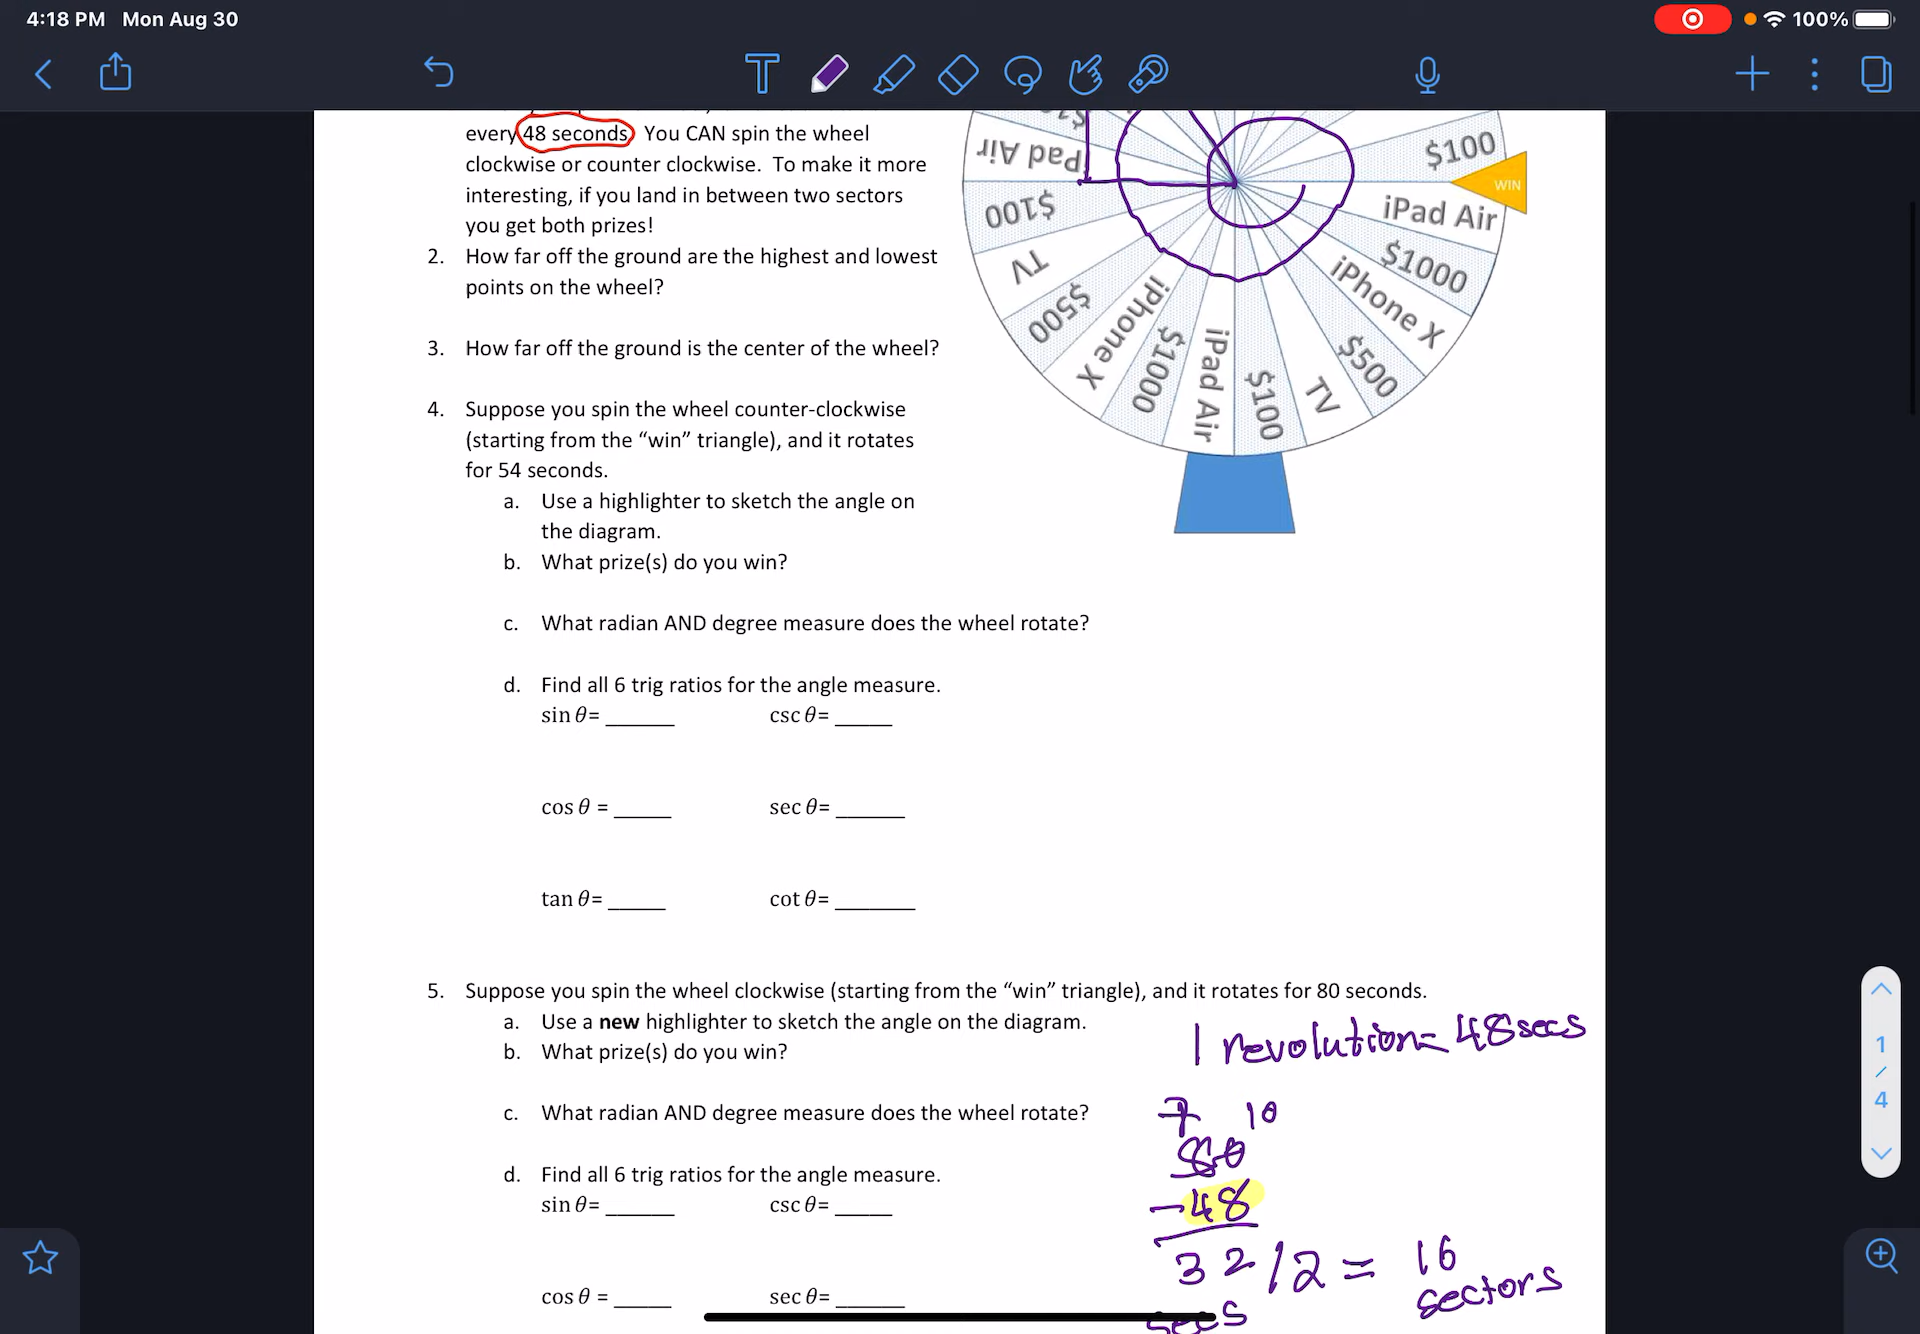 4:18 PM Mon Aug 30
100%
every 48 seconds. You CAN spin the wheel
clockwise or counter clockwise. To make it more
interesting, if you land in between two sectors
you get both prizes!
2. How far off the ground are the highest and lowest
points on the wheel?
3. How far off the ground is the center of the wheel?
4. Suppose you spin the wheel counter-clockwise
(starting from the “win” triangle), and it rotates
for 54 seconds.
a. Use a highlighter to sketch the angle on
the diagram.
b. What prize(s) do you win?
c. What radian AND degree measure does the wheel rotate?
d. Find all 6 trig ratios for the angle measure.
sin θ= ______ csc θ= _____
cos θ = _____ sec θ= ______
tan θ= _____ cot θ= _______
iPad Air
$100
TV
$500
iPhone X
$1000
iPad Air
$100
TV
$500
iPhone X
$1000
iPad Air
$100
WIN
5. Suppose you spin the wheel clockwise (starting from the “win” triangle), and it rotates for 80 seconds.
a. Use a new highlighter to sketch the angle on the diagram.
b. What prize(s) do you win?
c. What radian AND degree measure does the wheel rotate?
d. Find all 6 trig ratios for the angle measure.
sin θ= ______ csc θ= _____
cos θ = _____ sec θ= ______
1 revolution= 48secs
7 10
80
-48
32/2 = 16
sectors
secs
1
/
4